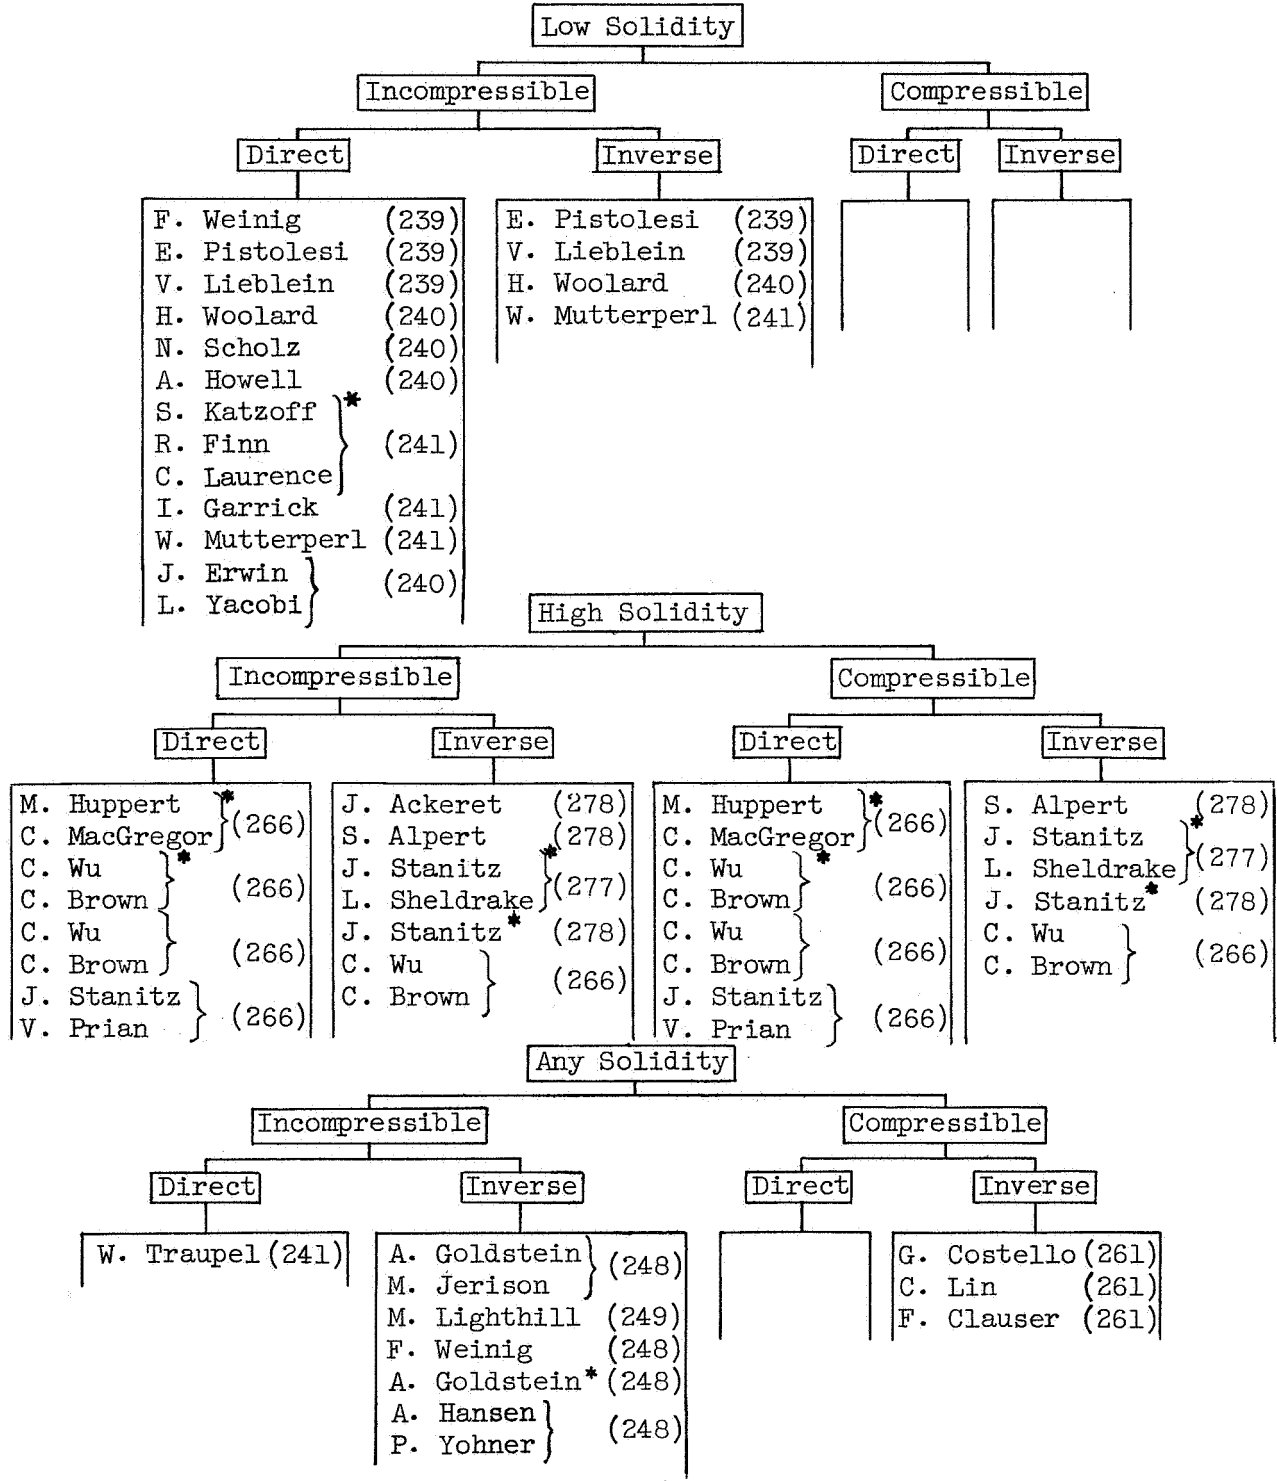 Low Solidity
Incompressible
Compressible
Direct
Inverse
Direct
Inverse
F. Weinig (239)
E. Pistolesi (239)
V. Lieblein (239)
H. Woolard (240)
N. Scholz (240)
A. Howell (240)
S. Katzoff *
R. Finn (241)
C. Laurence
I. Garrick (241)
W. Mutterperl (241)
J. Erwin (240)
L. Yacobi
E. Pistolesi (239)
V. Lieblein (239)
H. Woolard (240)
W. Mutterperl (241)
High Solidity
Incompressible
Compressible
Direct
Inverse
Direct
Inverse
M. Huppert *
C. MacGregor (266)
C. Wu *
C. Brown (266)
C. Wu
C. Brown (266)
J. Stanitz
V. Prian (266)
J. Ackeret (278)
S. Alpert (278)
J. Stanitz *
L. Sheldrake (277)
J. Stanitz * (278)
C. Wu
C. Brown (266)
M. Huppert *
C. MacGregor (266)
C. Wu *
C. Brown (266)
C. Wu
C. Brown (266)
J. Stanitz
V. Prian (266)
S. Alpert (278)
J. Stanitz *
L. Sheldrake (277)
J. Stanitz * (278)
C. Wu
C. Brown (266)
Any Solidity
Incompressible
Compressible
Direct
Inverse
Direct
Inverse
W. Traupel (241)
A. Goldstein (248)
M. Jerison
M. Lighthill (249)
F. Weinig (248)
A. Goldstein * (248)
A. Hansen (248)
P. Yohner
G. Costello (261)
C. Lin (261)
F. Clauser (261)